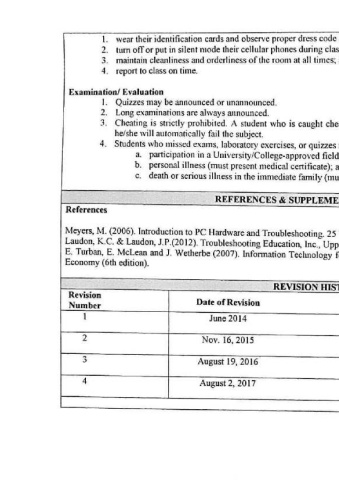 1. wear their identification cards and observe proper dress code
2. turn off or put in silent mode their cellular phones during clas
3. maintain cleanliness and orderliness of the room at all times;
4. report to class on time.
Examination/ Evaluation
1. Quizzes may be announced or unannounced.
2. Long examinations are always announced.
3. Cheating is strictly prohibited. A student who is caught che
he/she will automatically fail the subject.
4. Students who missed exams, laboratory exercises, or quizzes
a. participation in a University/College-approved field
b. personal illness (must present medical certificate); a
c. death or serious illness in the immediate family (mu
REFERENCES & SUPPLEME
References
Meyers, M. (2006). Introduction to PC Hardware and Troubleshooting. 25
Laudon, K.C. & Laudon, J.P.(2012). Troubleshooting Education, Inc., Upp
E. Turban, E. McLean and J. Wetherbe (2007). Information Technology f
Economy (6th edition).
REVISION HIST
Revision Number Date of Revision
1 June 2014
2 Nov. 16, 2015
3 August 19, 2016
4 August 2, 2017